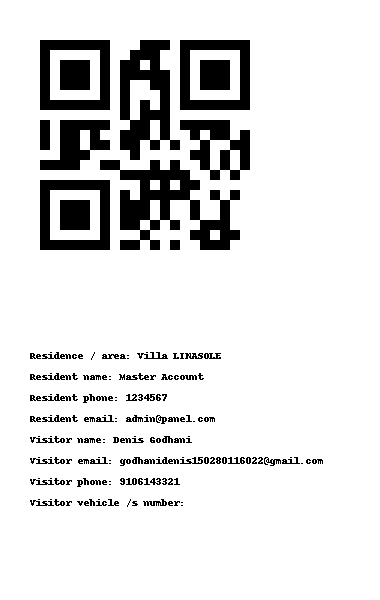 Residence / area: Villa LINASOLE
Resident name: Master Account
Resident phone: 1234567
Resident email: admin@panel.com
Visitor name: Denis Godhani
Visitor email: godhanidenis150280116022@gmail.com
Visitor phone: 9106143321
Visitor vehicle /s number: